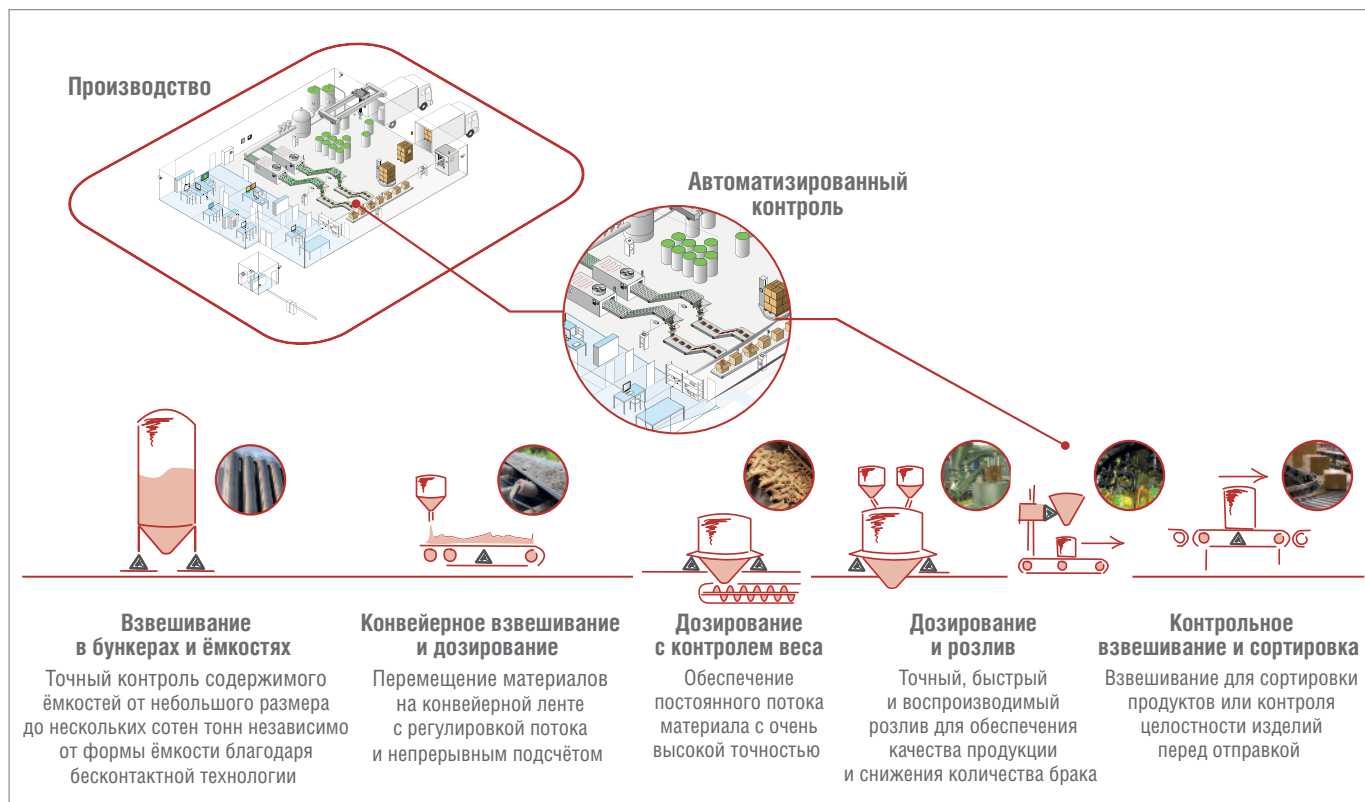 Производство
Автоматизированный
контроль
Взвешивание
в бункерах и ёмкостях
Точный контроль содержимого
ёмкостей от небольшого размера
до нескольких сотен тонн независимо
от формы ёмкости благодаря
бесконтактной технологии
Конвейерное взвешивание
и дозирование
Перемещение материалов
на конвейерной ленте
с регулировкой потока
и непрерывным подсчётом
Дозирование
с контролем веса
Обеспечение
постоянного потока
материала с очень
высокой точностью
Дозирование
и розлив
Точный, быстрый
и воспроизводимый
розлив для обеспечения
качества продукции
и снижения количества брака
Контрольное
взвешивание и сортировка
Взвешивание для сортировки
продуктов или контроля
целостности изделий
перед отправкой